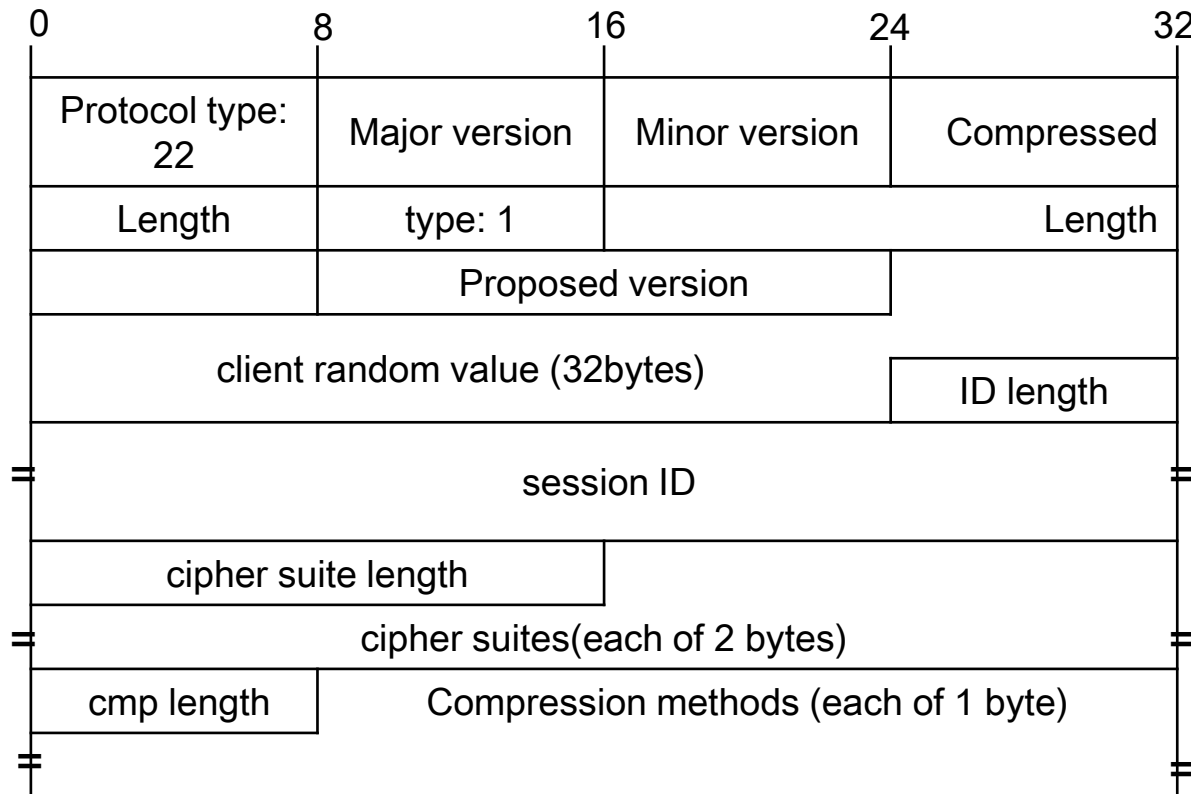 0 8 16 24 32
Protocol type:
22
Major version
Minor version
Compressed
Length
type: 1
Length
Proposed version
client random value (32bytes)
ID length
session ID
cipher suite length
cipher suites(each of 2 bytes)
cmp length
Compression methods (each of 1 byte)